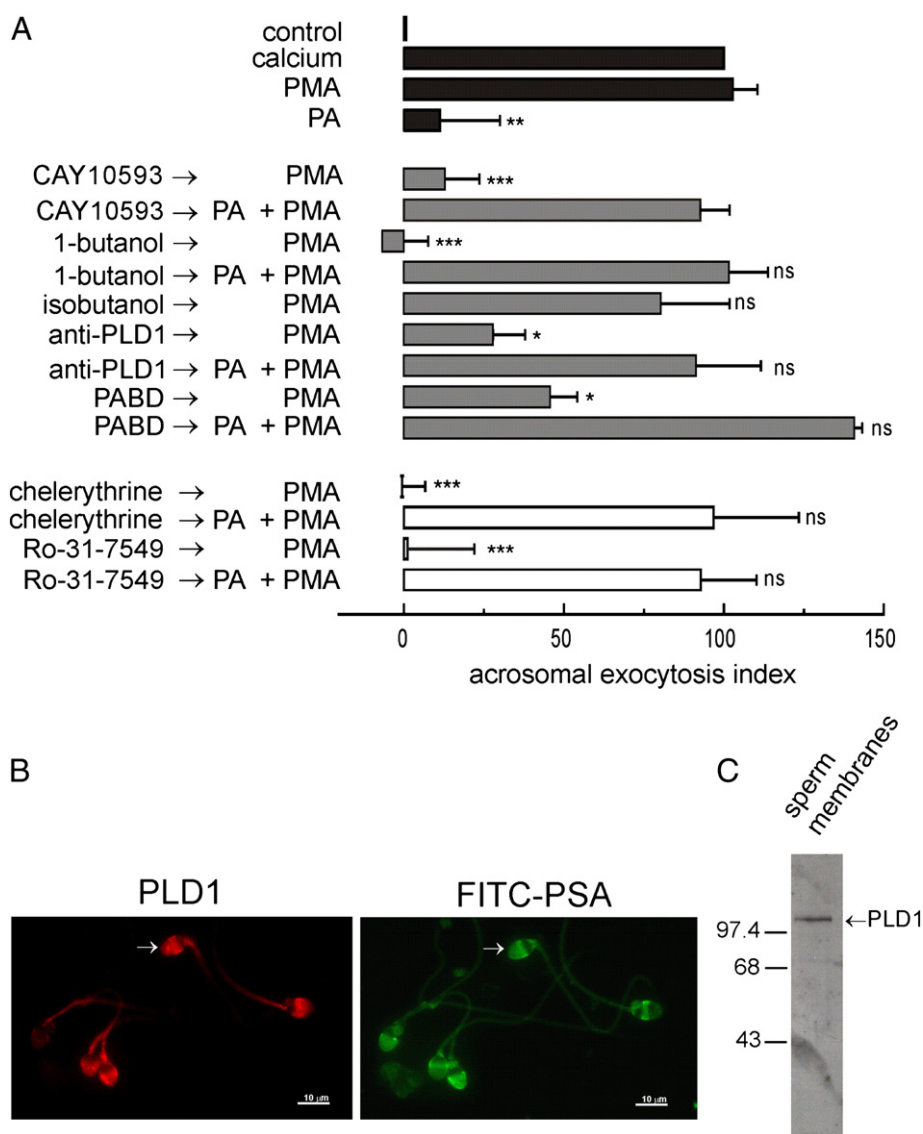 A
control
calcium
PMA
PA **
CAY10593 → PMA ***
CAY10593 → PA + PMA
1-butanol → PMA ***
1-butanol → PA + PMA ns
isobutanol → PMA ns
anti-PLD1 → PMA *
anti-PLD1 → PA + PMA ns
PABD → PMA *
PABD → PA + PMA ns
chelerythrine → PMA ***
chelerythrine → PA + PMA ns
Ro-31-7549 → PMA ***
Ro-31-7549 → PA + PMA ns
0 50 100 150
acrosomal exocytosis index
B
PLD1 FITC-PSA
10 µm 10 µm
C
sperm
membranes
←PLD1
97.4
68
43